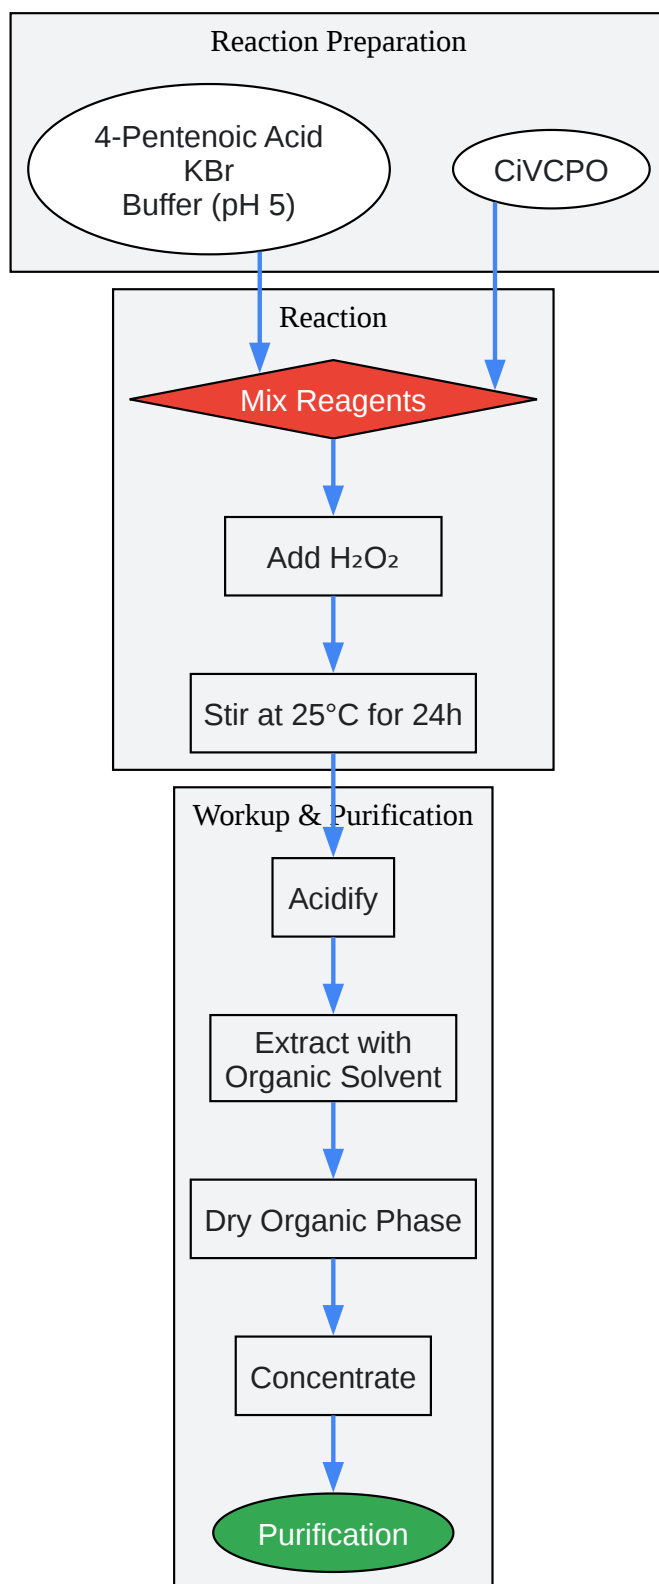 Reaction Preparation
4-Pentenoic Acid
KBr
Buffer (pH 5)
CiVCPO
Reaction
Mix Reagents
Add H₂O₂
Stir at 25°C for 24h
Workup & Purification
Acidify
Extract with
Organic Solvent
Dry Organic Phase
Concentrate
Purification